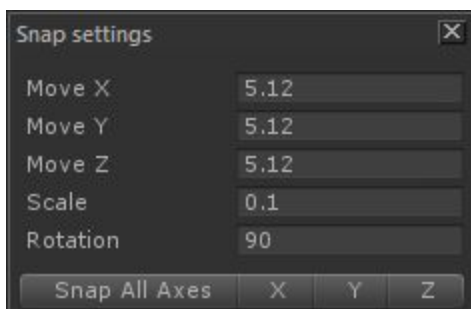 Snap settings
Move X 5.12
Move Y 5.12
Move Z 5.12
Scale 0.1
Rotation 90
Snap All Axes X Y Z